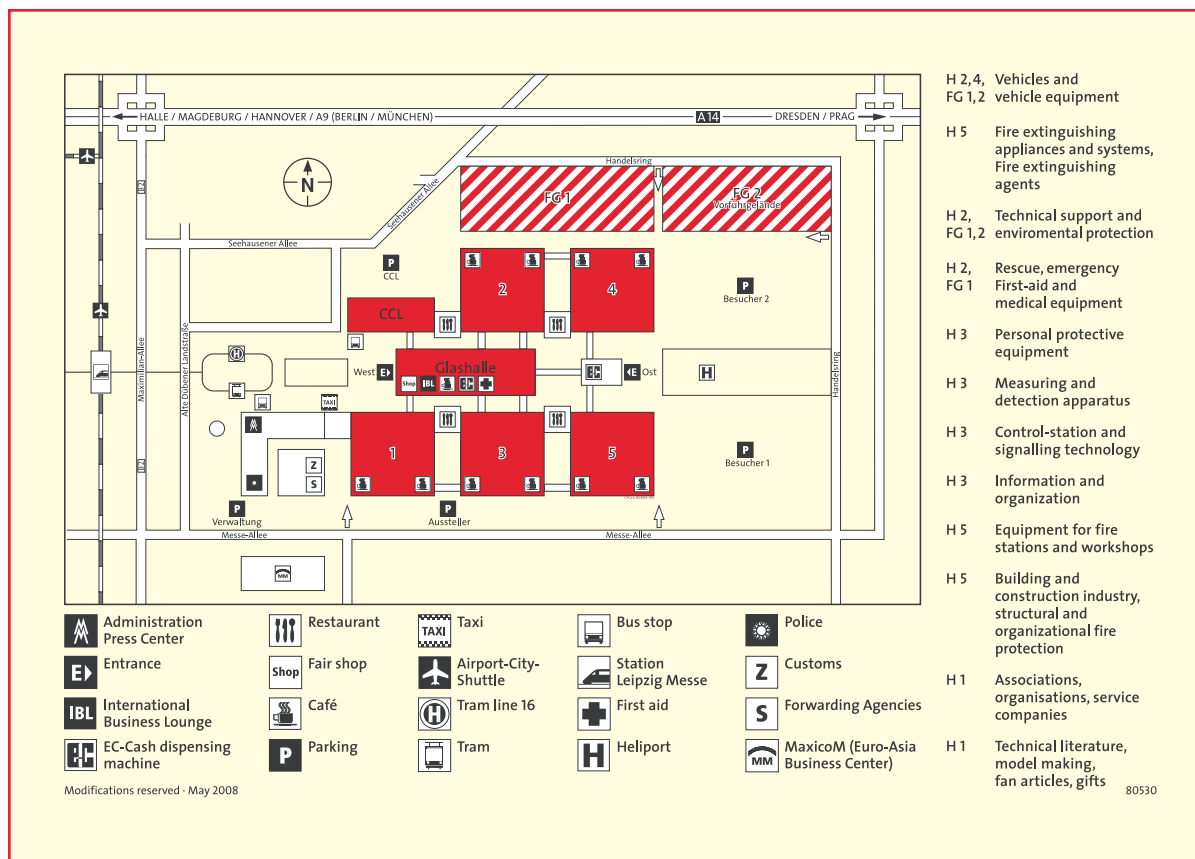 HALLE / MAGDEBURG / HANNOVER / A9 (BERLIN / MÜNCHEN)
A14
DRESDEN / PRAG
N
B2
Handelsring
Seehausener Allee
FG 1
FG 2
Vorführgelände
Seehausener Allee
P
CCL
2
4
P
Besucher 2
CCL
Maximilian-Allee
Alte Dübener Landstraße
H
West
E
Glashalle
Shop
IBL
EC
EC
E
Ost
H
Handelsring
TAXI
1
3
5
P
Besucher 1
Z
S
B2
P
Verwaltung
P
Aussteller
Messe-Allee
Messe-Allee
MM
H 2,4, Vehicles and
FG 1,2 vehicle equipment
H 5 Fire extinguishing
appliances and systems,
Fire extinguishing
agents
H 2, Technical support and
FG 1,2 enviromental protection
H 2, Rescue, emergency
FG 1 First-aid and
medical equipment
H 3 Personal protective
equipment
H 3 Measuring and
detection apparatus
H 3 Control-station and
signalling technology
H 3 Information and
organization
H 5 Equipment for fire
stations and workshops
H 5 Building and
construction industry,
structural and
organizational fire
protection
H 1 Associations,
organisations, service
companies
H 1 Technical literature,
model making,
fan articles, gifts
Administration
Press Center
Restaurant
TAXI
Taxi
Bus stop
Police
E
Entrance
Shop
Fair shop
Airport-City-
Shuttle
Station
Leipzig Messe
Z
Customs
IBL
International
Business Lounge
Café
H
Tram line 16
First aid
S
Forwarding Agencies
EC
EC-Cash dispensing
machine
P
Parking
Tram
H
Heliport
MM
MaxicoM (Euro-Asia
Business Center)
Modifications reserved · May 2008
80530